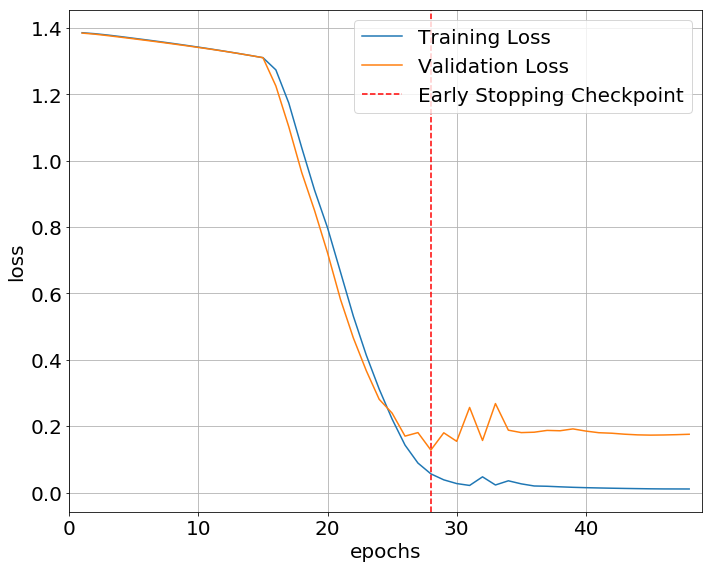 Training Loss
Validation Loss
Early Stopping Checkpoint
1.4
1.2
1.0
0.8
0.6
0.4
0.2
0.0
loss
0 10 20 30 40
epochs